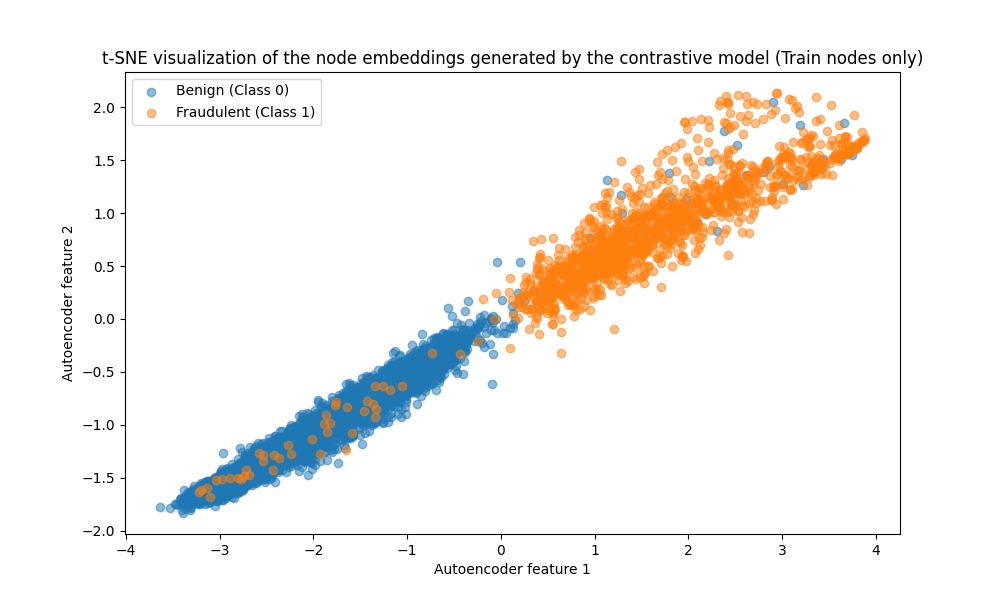 t-SNE visualization of the node embeddings generated by the contrastive model (Train nodes only)
Benign (Class 0)
Fraudulent (Class 1)
2.0
1.5
1.0
0.5
0.0
−0.5
−1.0
−1.5
−2.0
Autoencoder feature 2
−4 −3 −2 −1 0 1 2 3 4
Autoencoder feature 1